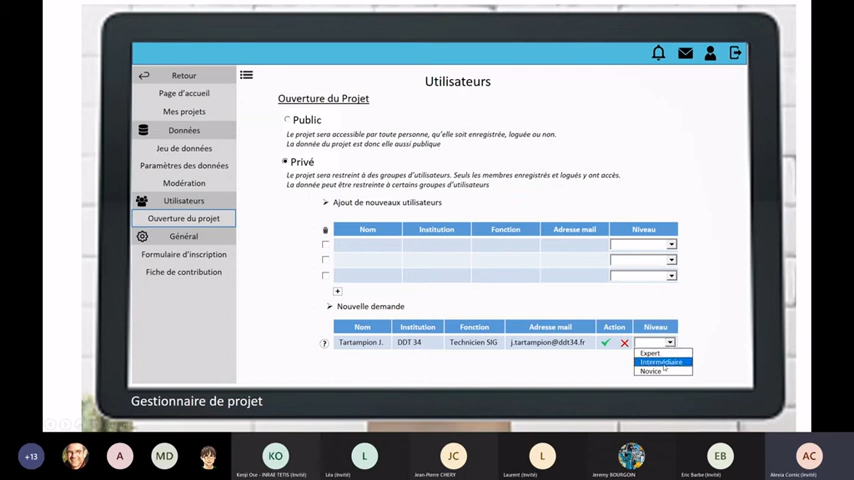 Retour
Page d'accueil
Mes projets
Données
Jeu de données
Paramètres des données
Modération
Utilisateurs
Ouverture du projet
Général
Formulaire d'inscription
Fiche de contribution
Utilisateurs
Ouverture du Projet
Public
Le projet sera accessible par toute personne, qu'elle soit enregistrée, loguée ou non.
La donnée du projet est donc elle aussi publique
Privé
Le projet sera restreint à des groupes d'utilisateurs. Seuls les membres enregistrés et logués y ont accès.
La donnée peut être restreinte à certains groupes d'utilisateurs
Ajout de nouveaux utilisateurs
Nom Institution Fonction Adresse mail Niveau
+
Nouvelle demande
Nom Institution Fonction Adresse mail Action Niveau
? Tartampion J. DDT 34 Technicien SIG j.tartampion@ddt34.fr
Expert
Intermédiaire
Novice
Gestionnaire de projet
+13 A MD KO L JC L EB AC
Kenji Ose - INRAE TETIS (Invité) Léa (Invité) Jean-Pierre CHERY Laurent (Invité) Jeremy BOURGOIN Eric Barbe (Invité) Alexia Cornic (Invité)